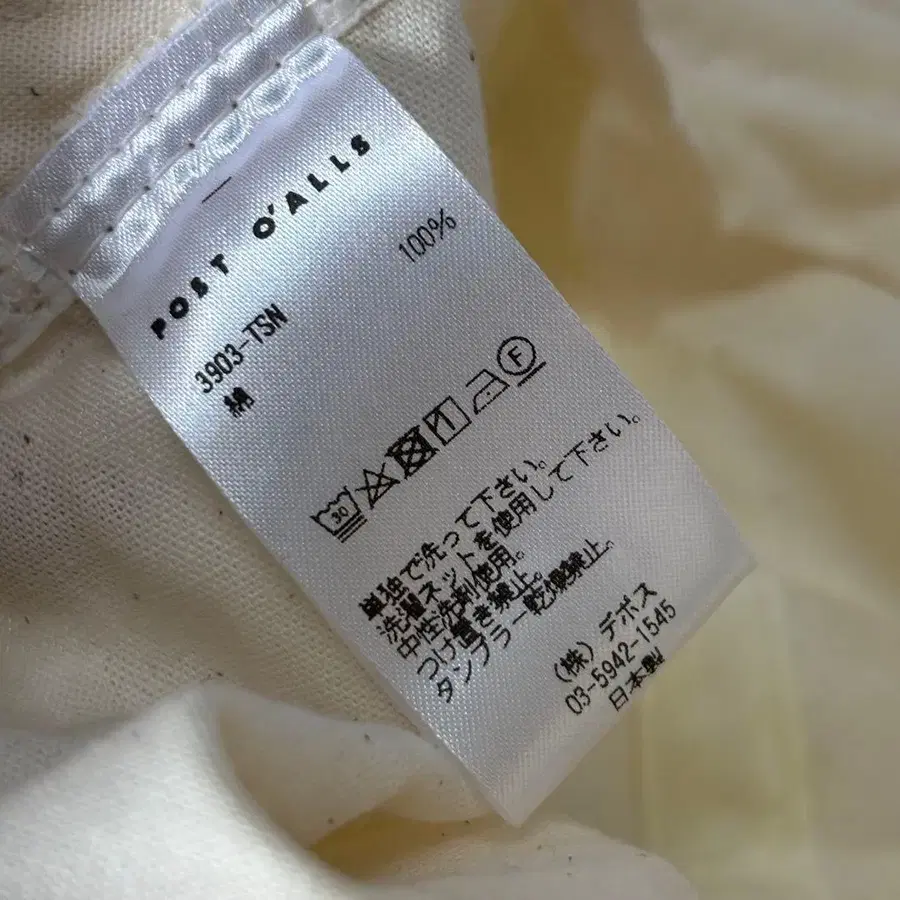 POST O'ALLS
3903-TSN
綿 100%
30 F
単独で洗って下さい。
洗濯ネットを使用して下さい。
中性洗剤使用。
つけ置き禁止。
タンブラー乾燥禁止。
(株) デポス
03-5942-1545
日本製